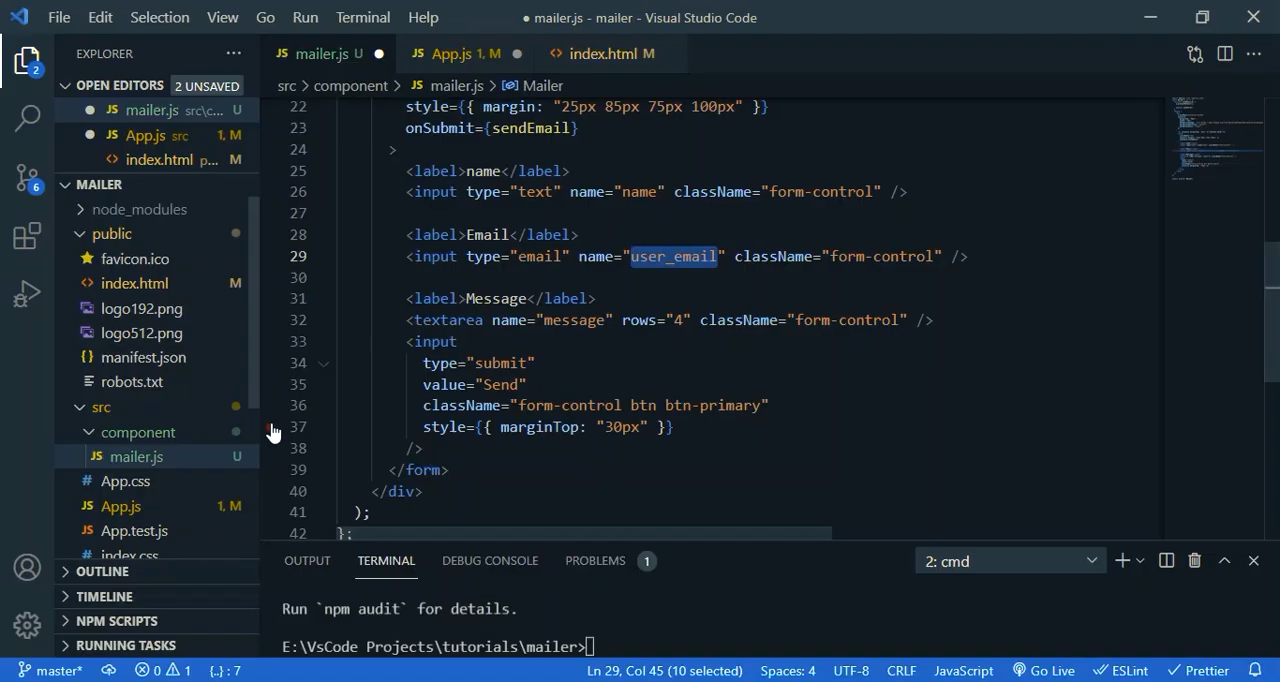 File Edit Selection View Go Run Terminal Help ● mailer.js - mailer - Visual Studio Code
EXPLORER ...
OPEN EDITORS 2 UNSAVED
● JS mailer.js src\c... U
● JS App.js src 1, M
<> index.html p... M
MAILER
node_modules
public
favicon.ico
<> index.html M
logo192.png
logo512.png
{} manifest.json
robots.txt
src
component
JS mailer.js U
# App.css
JS App.js 1, M
JS App.test.js
# index.css
OUTLINE
TIMELINE
NPM SCRIPTS
RUNNING TASKS
2
6
JS mailer.js U ● JS App.js 1, M ● <> index.html M
src > component > JS mailer.js > Mailer
22 style={{ margin: "25px 85px 75px 100px" }}
23 onSubmit={sendEmail}
24 >
25 <label>name</label>
26 <input type="text" name="name" className="form-control" />
27
28 <label>Email</label>
29 <input type="email" name="user_email" className="form-control" />
30
31 <label>Message</label>
32 <textarea name="message" rows="4" className="form-control" />
33 <input
34 type="submit"
35 value="Send"
36 className="form-control btn btn-primary"
37 style={{ marginTop: "30px" }}
38 />
39 </form>
40 </div>
41 );
42 };
OUTPUT TERMINAL DEBUG CONSOLE PROBLEMS 1 2: cmd
Run `npm audit` for details.
E:\VsCode Projects\tutorials\mailer>
master* 0 1 {..} : 7 Ln 29, Col 45 (10 selected) Spaces: 4 UTF-8 CRLF JavaScript Go Live ESLint Prettier